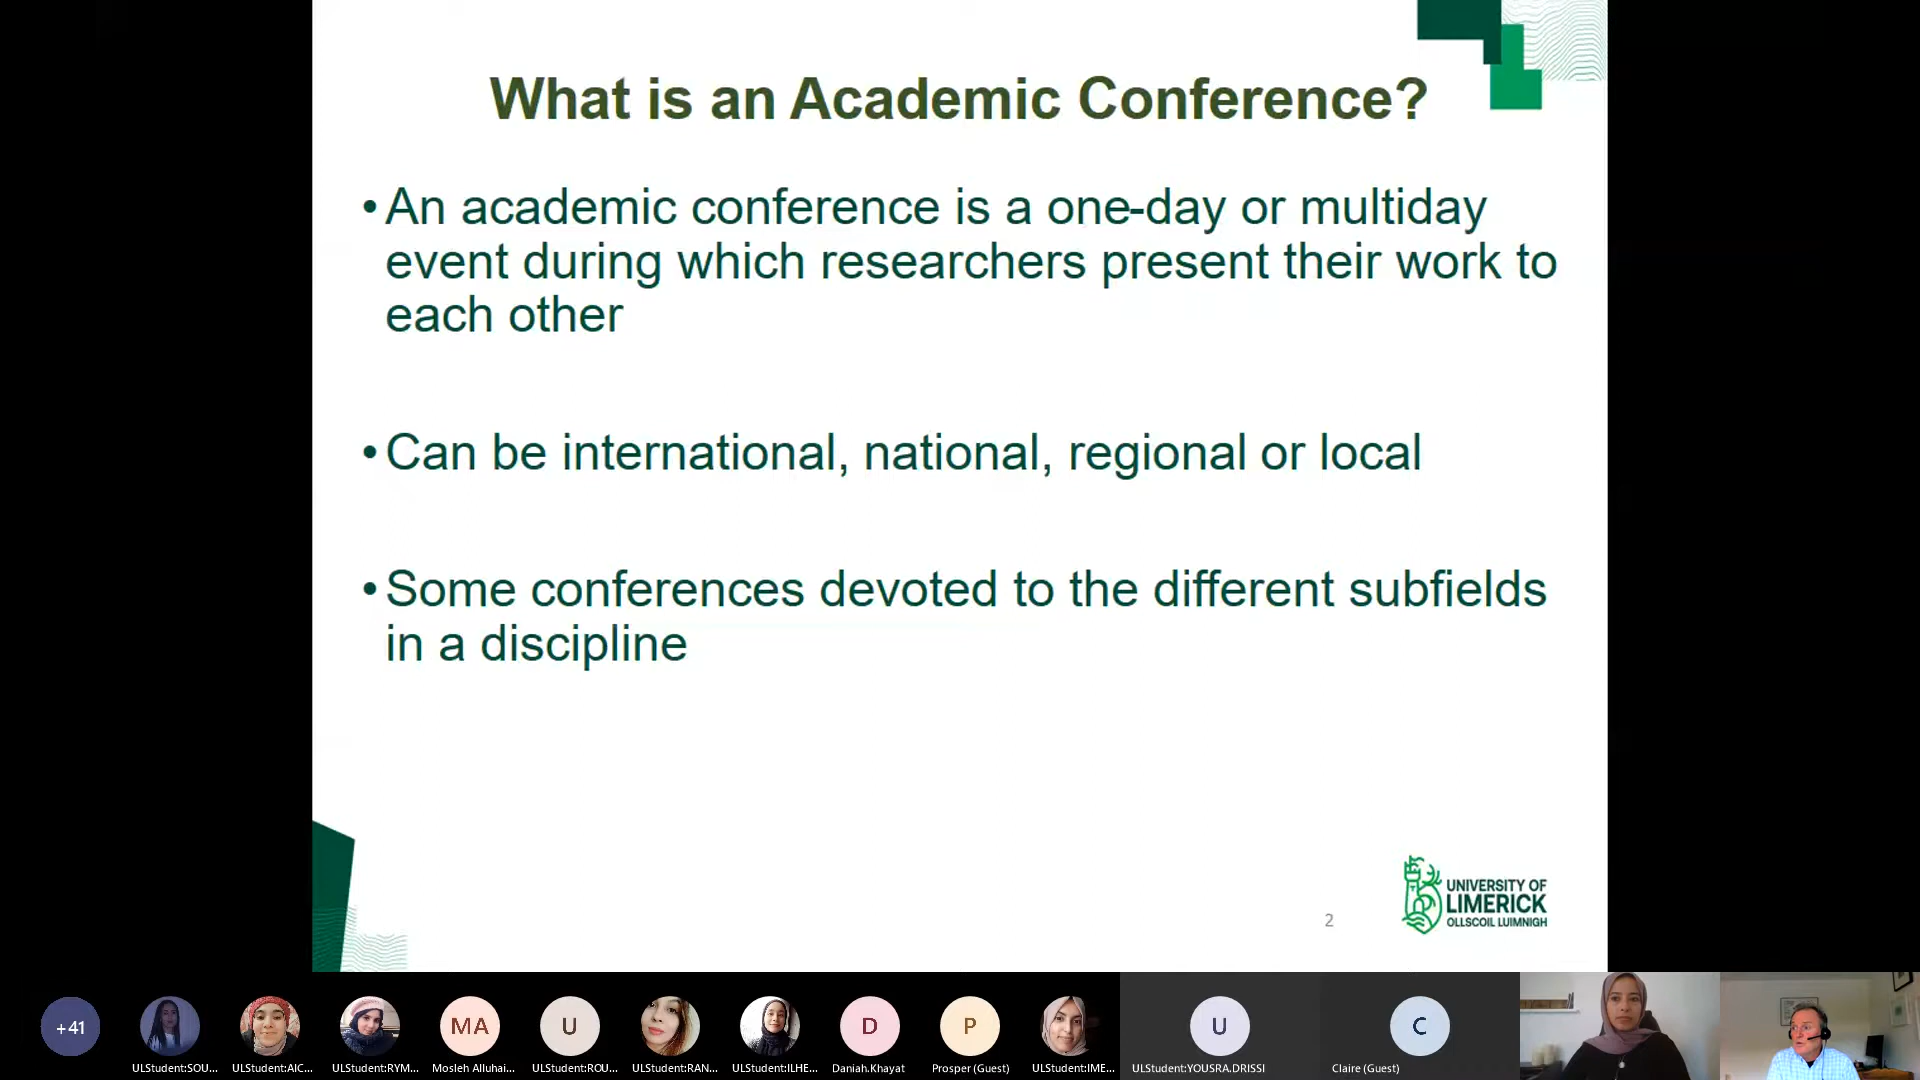 What is an Academic Conference?
•An academic conference is a one-day or multiday
event during which researchers present their work to
each other
•Can be international, national, regional or local
•Some conferences devoted to the different subfields
in a discipline
2
UNIVERSITY OF
LIMERICK
OLLSCOIL LUIMNIGH
+41
MA
U
D
P
U
C
ULStudent:SOU...
ULStudent:AIC...
ULStudent:RYM...
Mosleh Alluhai...
ULStudent:ROU...
ULStudent:RAN...
ULStudent:ILHE...
Daniah.Khayat
Prosper (Guest)
ULStudent:IME...
ULStudent:YOUSRA.DRISSI
Claire (Guest)